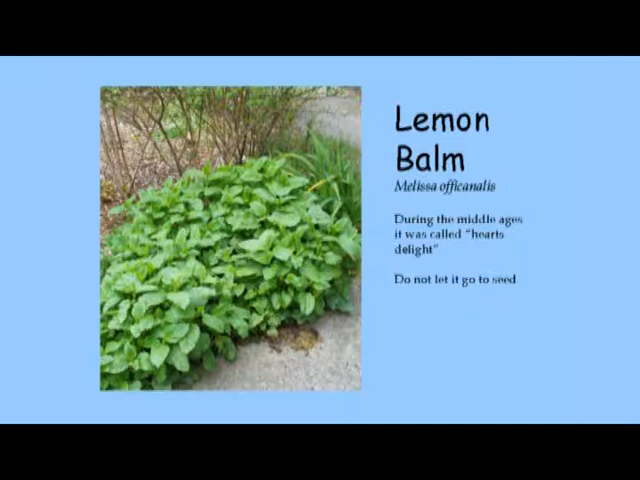 Lemon
Balm
Melissa officanalis
During the middle ages
it was called "hearts
delight"
Do not let it go to seed